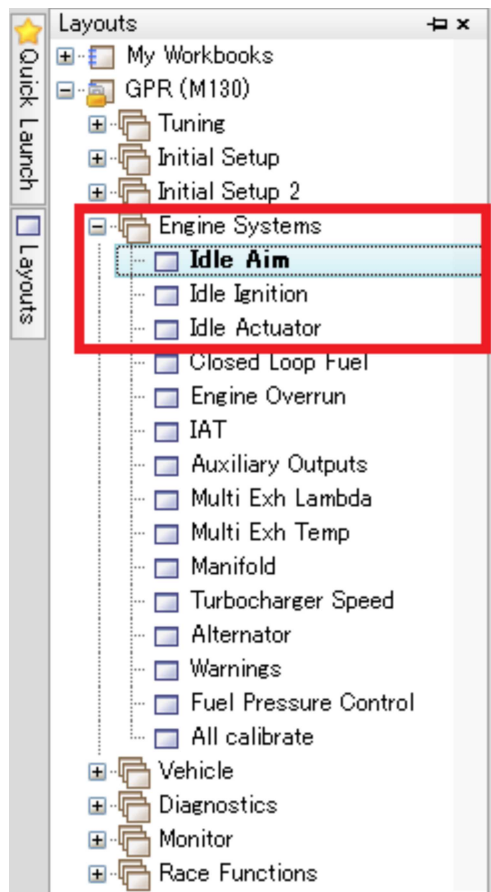 Layouts
Quick Launch
Layouts
My Workbooks
GPR (M130)
Tuning
Initial Setup
Initial Setup 2
Engine Systems
Idle Aim
Idle Ignition
Idle Actuator
Closed Loop Fuel
Engine Overrun
IAT
Auxiliary Outputs
Multi Exh Lambda
Multi Exh Temp
Manifold
Turbocharger Speed
Alternator
Warnings
Fuel Pressure Control
All calibrate
Vehicle
Diagnostics
Monitor
Race Functions